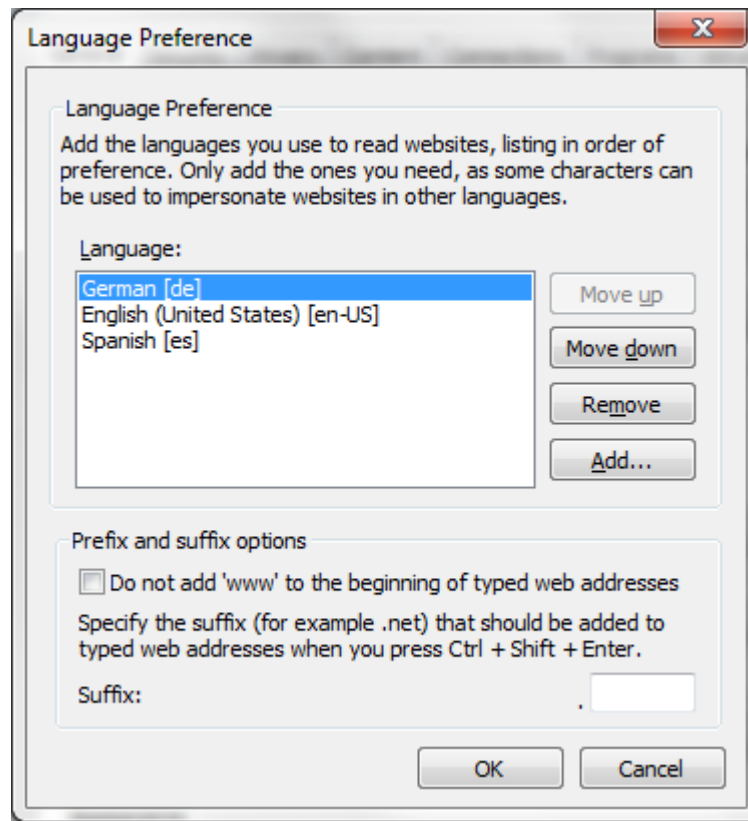 Language Preference
Language Preference
Add the languages you use to read websites, listing in order of
preference. Only add the ones you need, as some characters can
be used to impersonate websites in other languages.
Language:
German [de]
English (United States) [en-US]
Spanish [es]
Move up
Move down
Remove
Add...
Prefix and suffix options
Do not add 'www' to the beginning of typed web addresses
Specify the suffix (for example .net) that should be added to
typed web addresses when you press Ctrl + Shift + Enter.
Suffix:
.
OK
Cancel